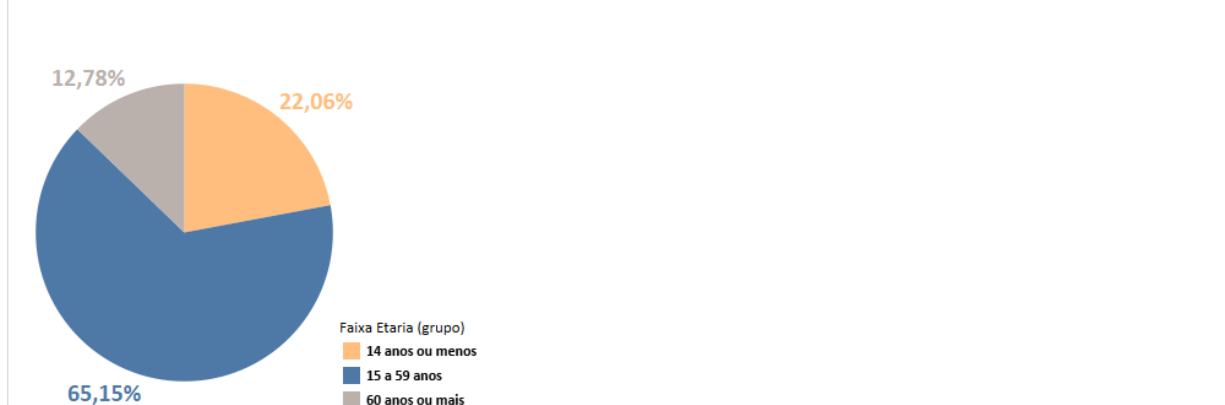 12,78%
22,06%
65,15%
Faixa Etaria (grupo)
14 anos ou menos
15 a 59 anos
60 anos ou mais